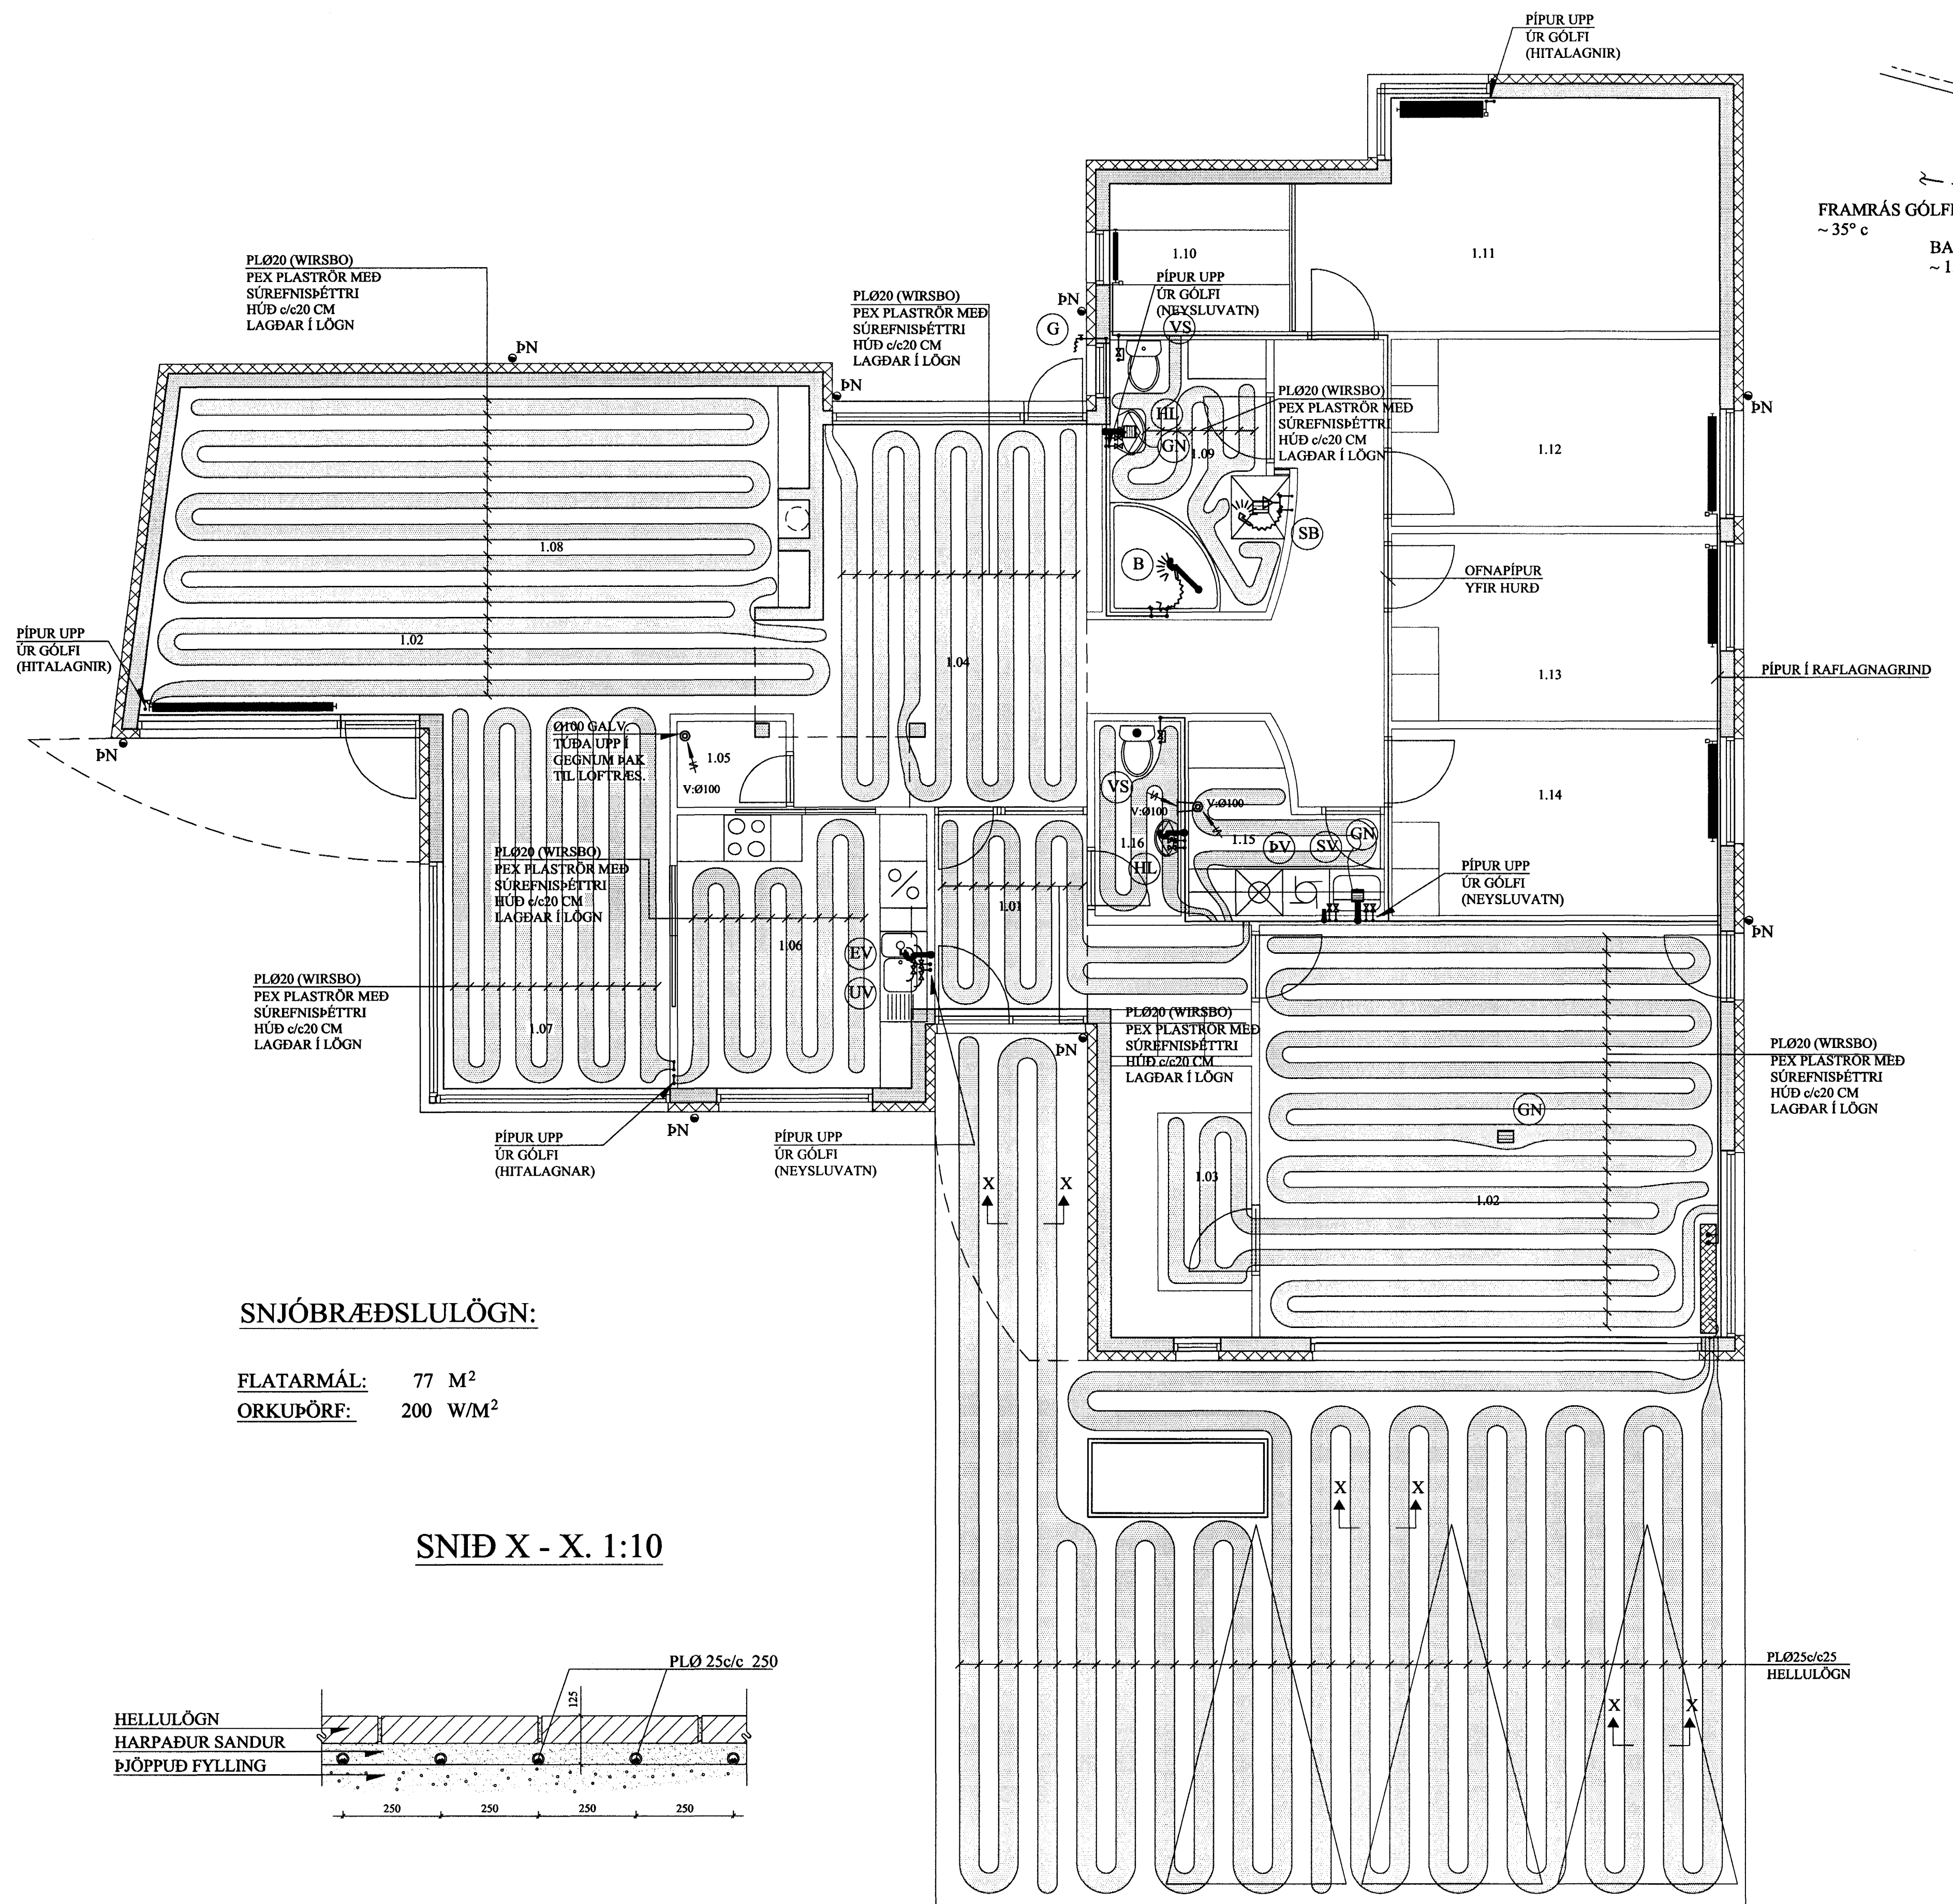 PÍPUR UPP
ÚR GÓLFI
(HITALAGNIR)
FRAMRÁS GÓLF
~ 35° c
BA
~ 1
PLØ20 (WIRSBO)
PEX PLASTRÖR MEÐ
SÚREFNISÞÉTTRI
HÚÐ c/c20 CM
LAGÐAR Í LÖGN
PLØ20 (WIRSBO)
PEX PLASTRÖR MEÐ
SÚREFNISÞÉTTRI
HÚÐ c/c20 CM
LAGÐAR Í LÖGN
1.10
1.11
PÍPUR UPP
ÚR GÓLFI
(NEYSLUVATN)
ÞN
G
VS
ÞN
ÞN
PLØ20 (WIRSBO)
PEX PLASTRÖR MEÐ
SÚREFNISÞÉTTRI
HÚÐ c/c20 CM
LAGÐAR Í LÖGN
ÞN
HL
GN
1.09
1.12
SB
B
1.08
OFNAPÍPUR
YFIR HURÐ
PÍPUR UPP
ÚR GÓLFI
(HITALAGNIR)
1.02
1.04
1.13
PÍPUR Í RAFLAGNAGRIND
ÞN
Ø100 GALV.
TÚÐA UPP Í
GEGNUM ÞAK
TIL LOFTRÆS.
1.05
V:Ø100
VS
V:Ø100
V:Ø100
1.14
1.16
HL
1.15
ÞV
SV
GN
PLØ20 (WIRSBO)
PEX PLASTRÖR MEÐ
SÚREFNISÞÉTTRI
HÚÐ c/c20 CM
LAGÐAR Í LÖGN
PÍPUR UPP
ÚR GÓLFI
(NEYSLUVATN)
1.01
1.06
EV
UV
ÞN
PLØ20 (WIRSBO)
PEX PLASTRÖR MEÐ
SÚREFNISÞÉTTRI
HÚÐ c/c20 CM
LAGÐAR Í LÖGN
1.07
PLØ20 (WIRSBO)
PEX PLASTRÖR MEÐ
SÚREFNISÞÉTTRI
HÚÐ c/c20 CM
LAGÐAR Í LÖGN
ÞN
PLØ20 (WIRSBO)
PEX PLASTRÖR MEÐ
SÚREFNISÞÉTTRI
HÚÐ c/c20 CM
LAGÐAR Í LÖGN
GN
ÞN
PÍPUR UPP
ÚR GÓLFI
(HITALAGNAR)
PÍPUR UPP
ÚR GÓLFI
(NEYSLUVATN)
X X
1.03
1.02
SNJÓBRÆÐSLULÖGN:
FLATARMÁL: 77 M²
ORKUÞÖRF: 200 W/M²
X X
SNIÐ X - X. 1:10
PLØ 25c/c 250
125
HELLULÖGN
HARPAÐUR SANDUR
ÞJÖPPUÐ FYLLING
250 250 250 250
PLØ25c/c25
HELLULÖGN
X X